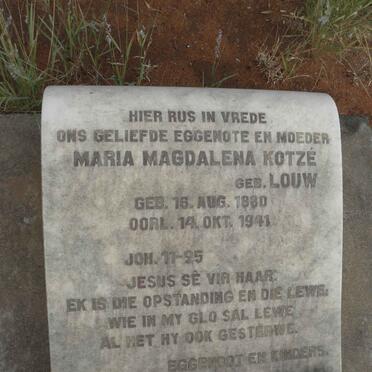 HIER RUS IN VREDE
ONS GELIEFDE EGGENOTE EN MOEDER
MARIA MAGDALENA KOTZÉ
GEB. LOUW
GEB. 16. AUG. 1880
OORL. 14. OKT. 1941
JOH. 11-25
JESUS SÊ VIR HAAR:
EK IS DIE OPSTANDING EN DIE LEWE;
WIE IN MY GLO SAL LEWE
AL HET HY OOK GESTERWE.
EGGENOOT EN KINDERS.